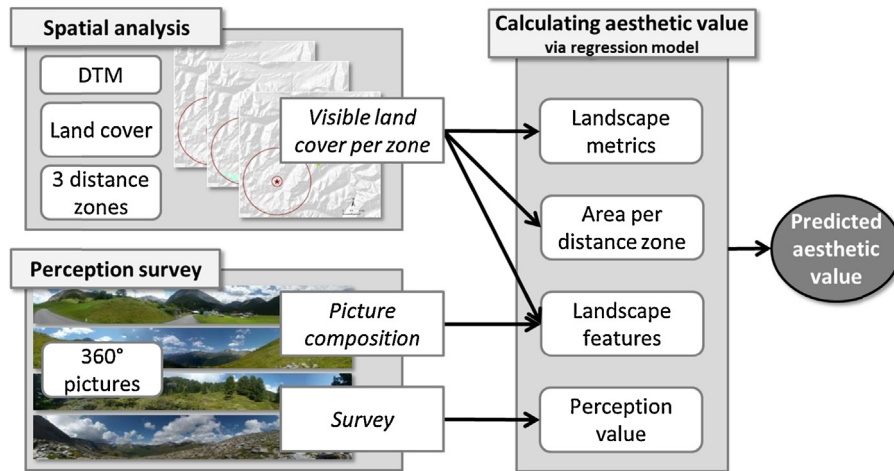 Spatial analysis
DTM
Land cover
3 distance
zones
Visible land
cover per zone
Perception survey
360°
pictures
Picture
composition
Survey
Calculating aesthetic value
via regression model
Landscape
metrics
Area per
distance zone
Landscape
features
Perception
value
Predicted
aesthetic
value